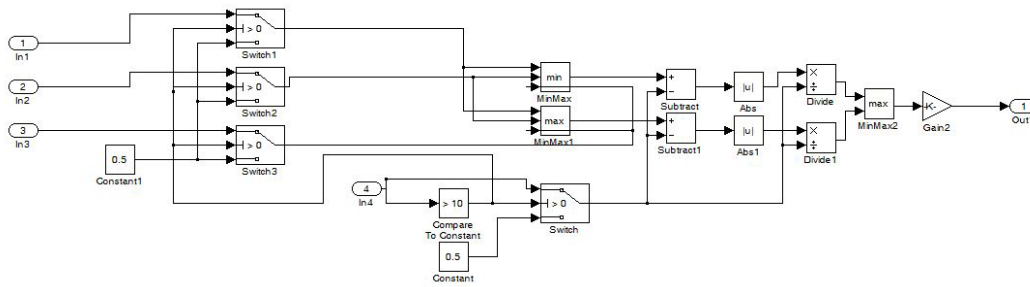 1
In1
> 0
Switch1
2
In2
> 0
Switch2
3
In3
> 0
Switch3
0.5
Constant1
4
In4
> 10
Compare
To Constant
0.5
Constant
> 0
Switch
min
MinMax
max
MinMax1
+
−
Subtract
+
−
Subtract1
|u|
Abs
|u|
Abs1
×
÷
Divide
×
÷
Divide1
max
MinMax2
-K-
Gain2
1
Out1